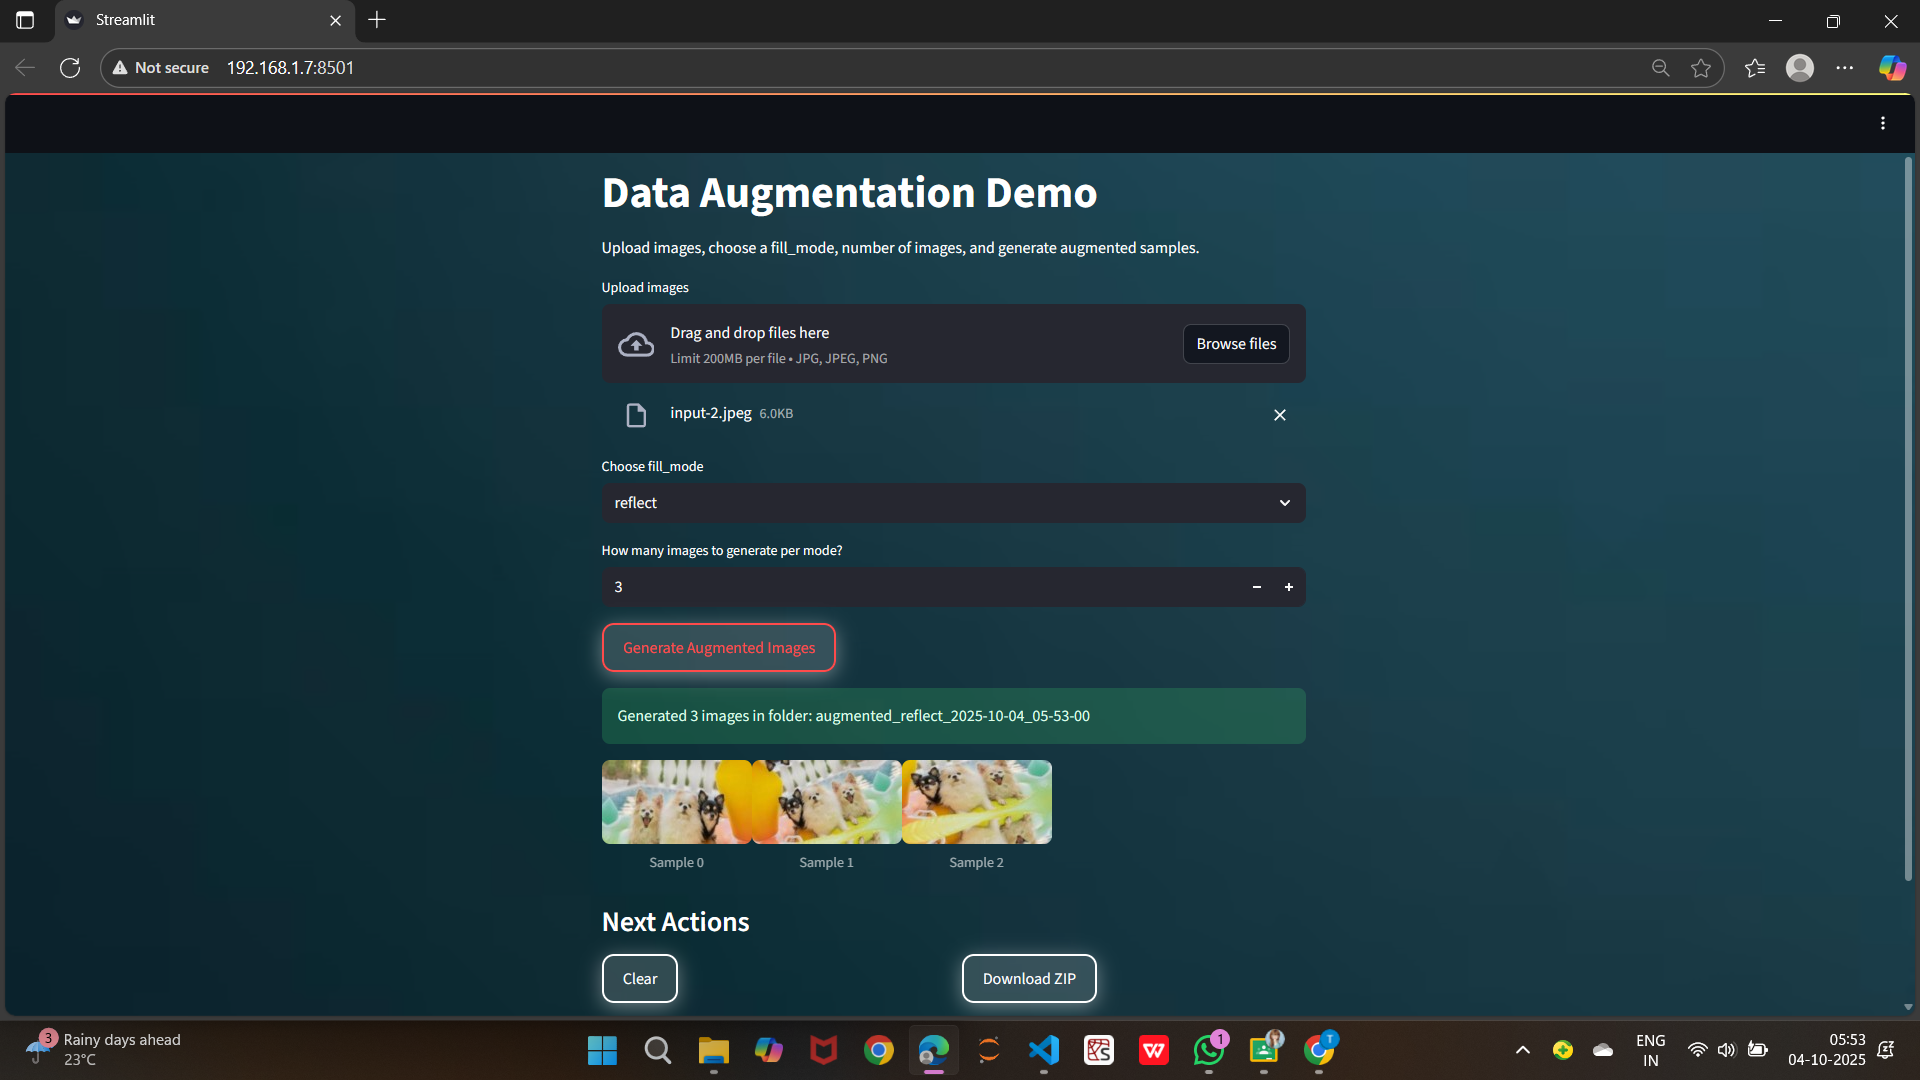 Streamlit
Not secure 192.168.1.7:8501
Data Augmentation Demo
Upload images, choose a fill_mode, number of images, and generate augmented samples.
Upload images
Drag and drop files here
Limit 200MB per file • JPG, JPEG, PNG
Browse files
input-2.jpeg 6.0KB
Choose fill_mode
reflect
How many images to generate per mode?
3
Generate Augmented Images
Generated 3 images in folder: augmented_reflect_2025-10-04_05-53-00
Sample 0 Sample 1 Sample 2
Next Actions
Clear Download ZIP
3 Rainy days ahead
23°C
1
T
ENG
IN
05:53
04-10-2025